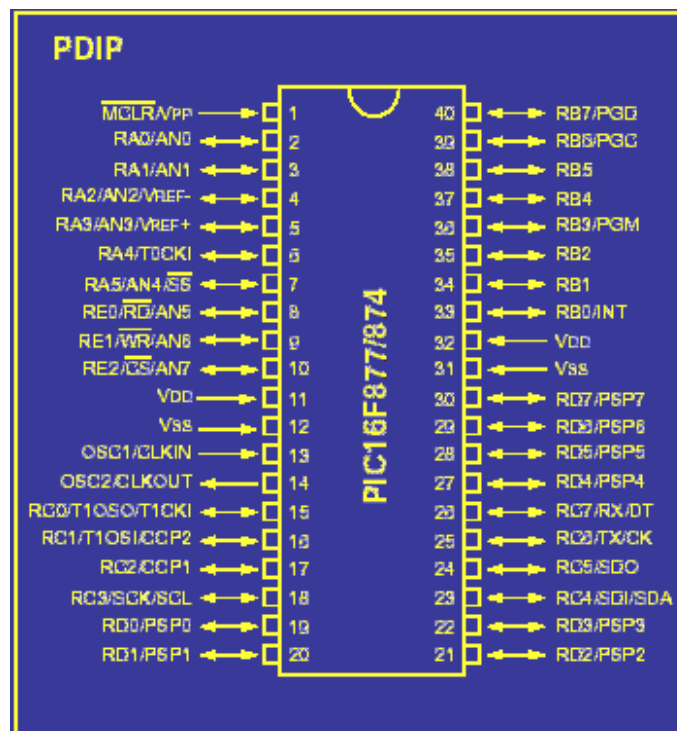 PDIP
MCLR/VPP 1 40 RB7/PGD
RA0/AN0 2 39 RB6/PGC
RA1/AN1 3 38 RB5
RA2/AN2/VREF- 4 37 RB4
RA3/AN3/VREF+ 5 36 RB3/PGM
RA4/T0CKI 6 35 RB2
RA5/AN4/SS 7 34 RB1
RE0/RD/AN5 8 33 RB0/INT
RE1/WR/AN6 9 32 VDD
RE2/CS/AN7 10 31 VSS
VDD 11 30 RD7/PSP7
VSS 12 29 RD6/PSP6
OSC1/CLKIN 13 28 RD5/PSP5
OSC2/CLKOUT 14 27 RD4/PSP4
RC0/T1OSO/T1CKI 15 26 RC7/RX/DT
RC1/T1OSI/CCP2 16 25 RC6/TX/CK
RC2/CCP1 17 24 RC5/SDO
RC3/SCK/SCL 18 23 RC4/SDI/SDA
RD0/PSP0 19 22 RD3/PSP3
RD1/PSP1 20 21 RD2/PSP2
PIC16F877/874